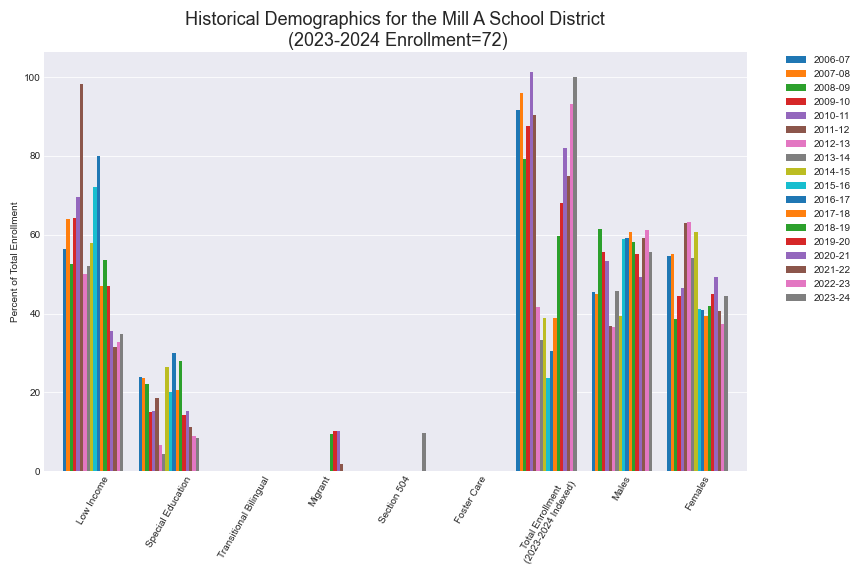 Historical Demographics for the Mill A School District
(2023-2024 Enrollment=72)
Percent of Total Enrollment
100
80
60
40
20
0
Low Income
Special Education
Transitional Bilingual
Migrant
Section 504
Foster Care
Total Enrollment
(2023-2024 Indexed)
Males
Females
2006-07
2007-08
2008-09
2009-10
2010-11
2011-12
2012-13
2013-14
2014-15
2015-16
2016-17
2017-18
2018-19
2019-20
2020-21
2021-22
2022-23
2023-24